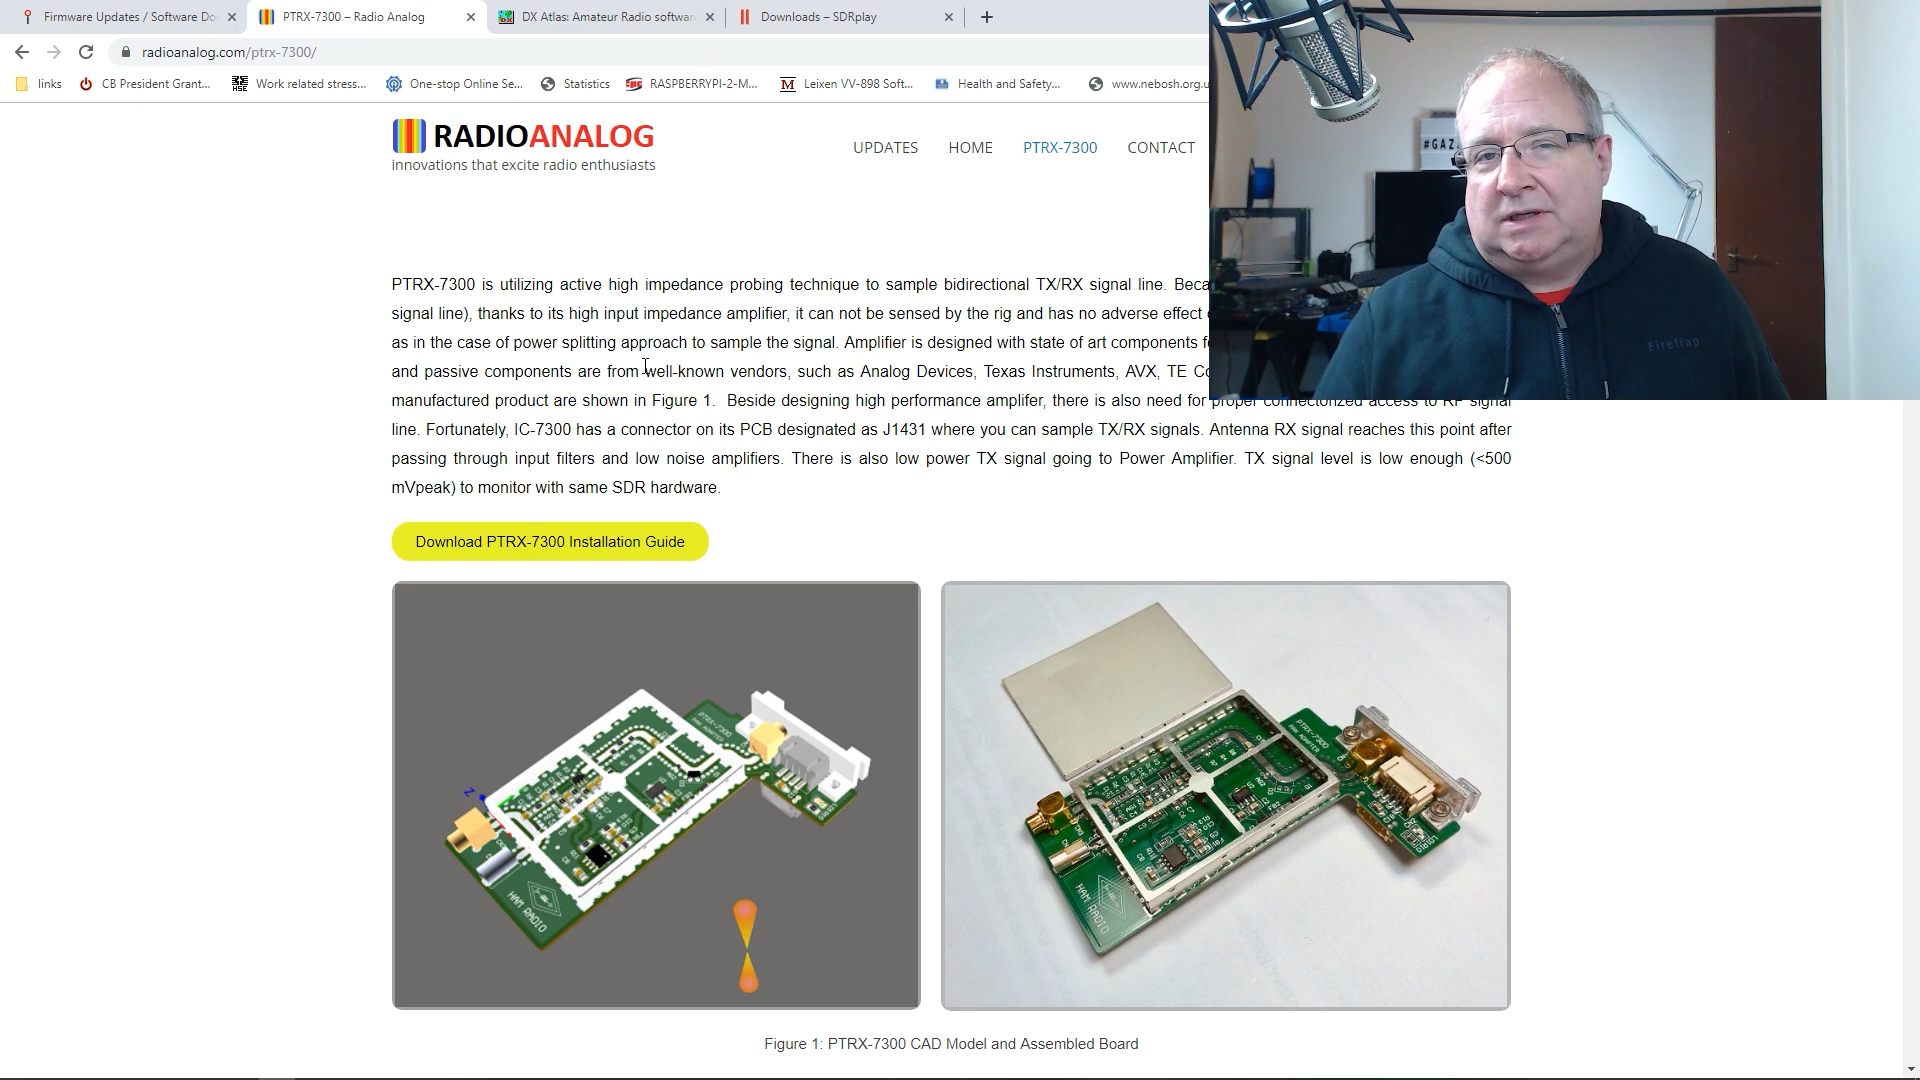 Firmware Updates / Software Do
PTRX-7300 – Radio Analog
DX Atlas: Amateur Radio softwar
Downloads – SDRplay
radioanalog.com/ptrx-7300/
links
CB President Grant...
Work related stress...
One-stop Online Se...
Statistics
RASPBERRYPI-2-M...
Leixen VV-898 Soft...
Health and Safety...
www.nebosh.org.u
RADIOANALOG
innovations that excite radio enthusiasts
UPDATES HOME PTRX-7300 CONTACT
#GAZ
Firetrap
PTRX-7300 is utilizing active high impedance probing technique to sample bidirectional TX/RX signal line. Beca
signal line), thanks to its high input impedance amplifier, it can not be sensed by the rig and has no adverse effect
as in the case of power splitting approach to sample the signal. Amplifier is designed with state of art components f
and passive components are from well-known vendors, such as Analog Devices, Texas Instruments, AVX, TE Co
manufactured product are shown in Figure 1. Beside designing high performance amplifer, there is also need for proper connectorized access to RF signal
line. Fortunately, IC-7300 has a connector on its PCB designated as J1431 where you can sample TX/RX signals. Antenna RX signal reaches this point after
passing through input filters and low noise amplifiers. There is also low power TX signal going to Power Amplifier. TX signal level is low enough (<500
mVpeak) to monitor with same SDR hardware.
Download PTRX-7300 Installation Guide
PTRX-7300
PAN ADAPTER
Z
HAM RADIO
PTRX-7300
PAN ADAPTER
HAM RADIO
Figure 1: PTRX-7300 CAD Model and Assembled Board